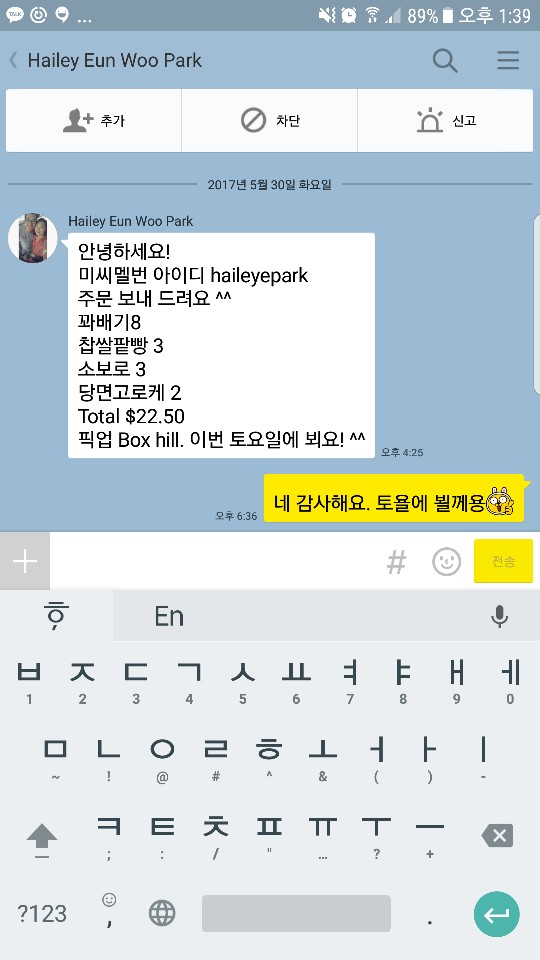 TALK ... 89% 오후 1:39
Hailey Eun Woo Park
추가 차단 신고
2017년 5월 30일 화요일
Hailey Eun Woo Park
안녕하세요!
미씨멜번 아이디 haileyepark
주문 보내 드려요 ^^
꽈배기8
찹쌀팥빵 3
소보로 3
당면고로케 2
Total $22.50
픽업 Box hill. 이번 토요일에 뵈요! ^^
오후 4:25
오후 6:36 네 감사해요. 토욜에 뵐께용
+ # 전송
ㅎ̣ En
ㅂ ㅈ ㄷ ㄱ ㅅ ㅛ ㅕ ㅑ ㅐ ㅔ
1 2 3 4 5 6 7 8 9 0
ㅁ ㄴ ㅇ ㄹ ㅎ ㅗ ㅓ ㅏ ㅣ
~ ! @ # ^ & ( ) -
ㅋ ㅌ ㅊ ㅍ ㅠ ㅜ ㅡ
; : / " ... ? +
?123 , .